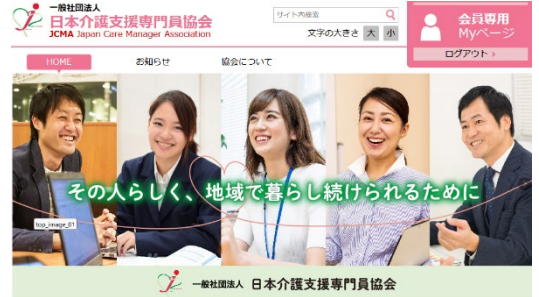 一般社団法人
日本介護支援専門員協会
JCMA Japan Care Manager Association
サイト内検索
文字の大きさ 大 小
会員専用
Myページ
ログアウト
HOME お知らせ 協会について
その人らしく、地域で暮らし続けられるために
top_image_01
一般社団法人 日本介護支援専門員協会